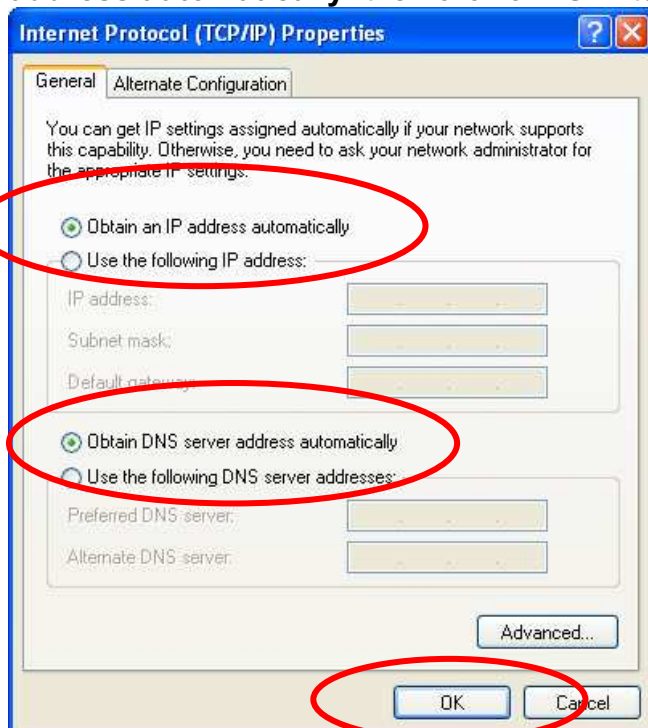 Internet Protocol (TCP/IP) Properties
General Alternate Configuration
You can get IP settings assigned automatically if your network supports
this capability. Otherwise, you need to ask your network administrator for
the appropriate IP settings.
Obtain an IP address automatically
Use the following IP address:
IP address:
Subnet mask:
Default gateway:
Obtain DNS server address automatically
Use the following DNS server addresses:
Preferred DNS server:
Alternate DNS server:
Advanced...
OK Cancel